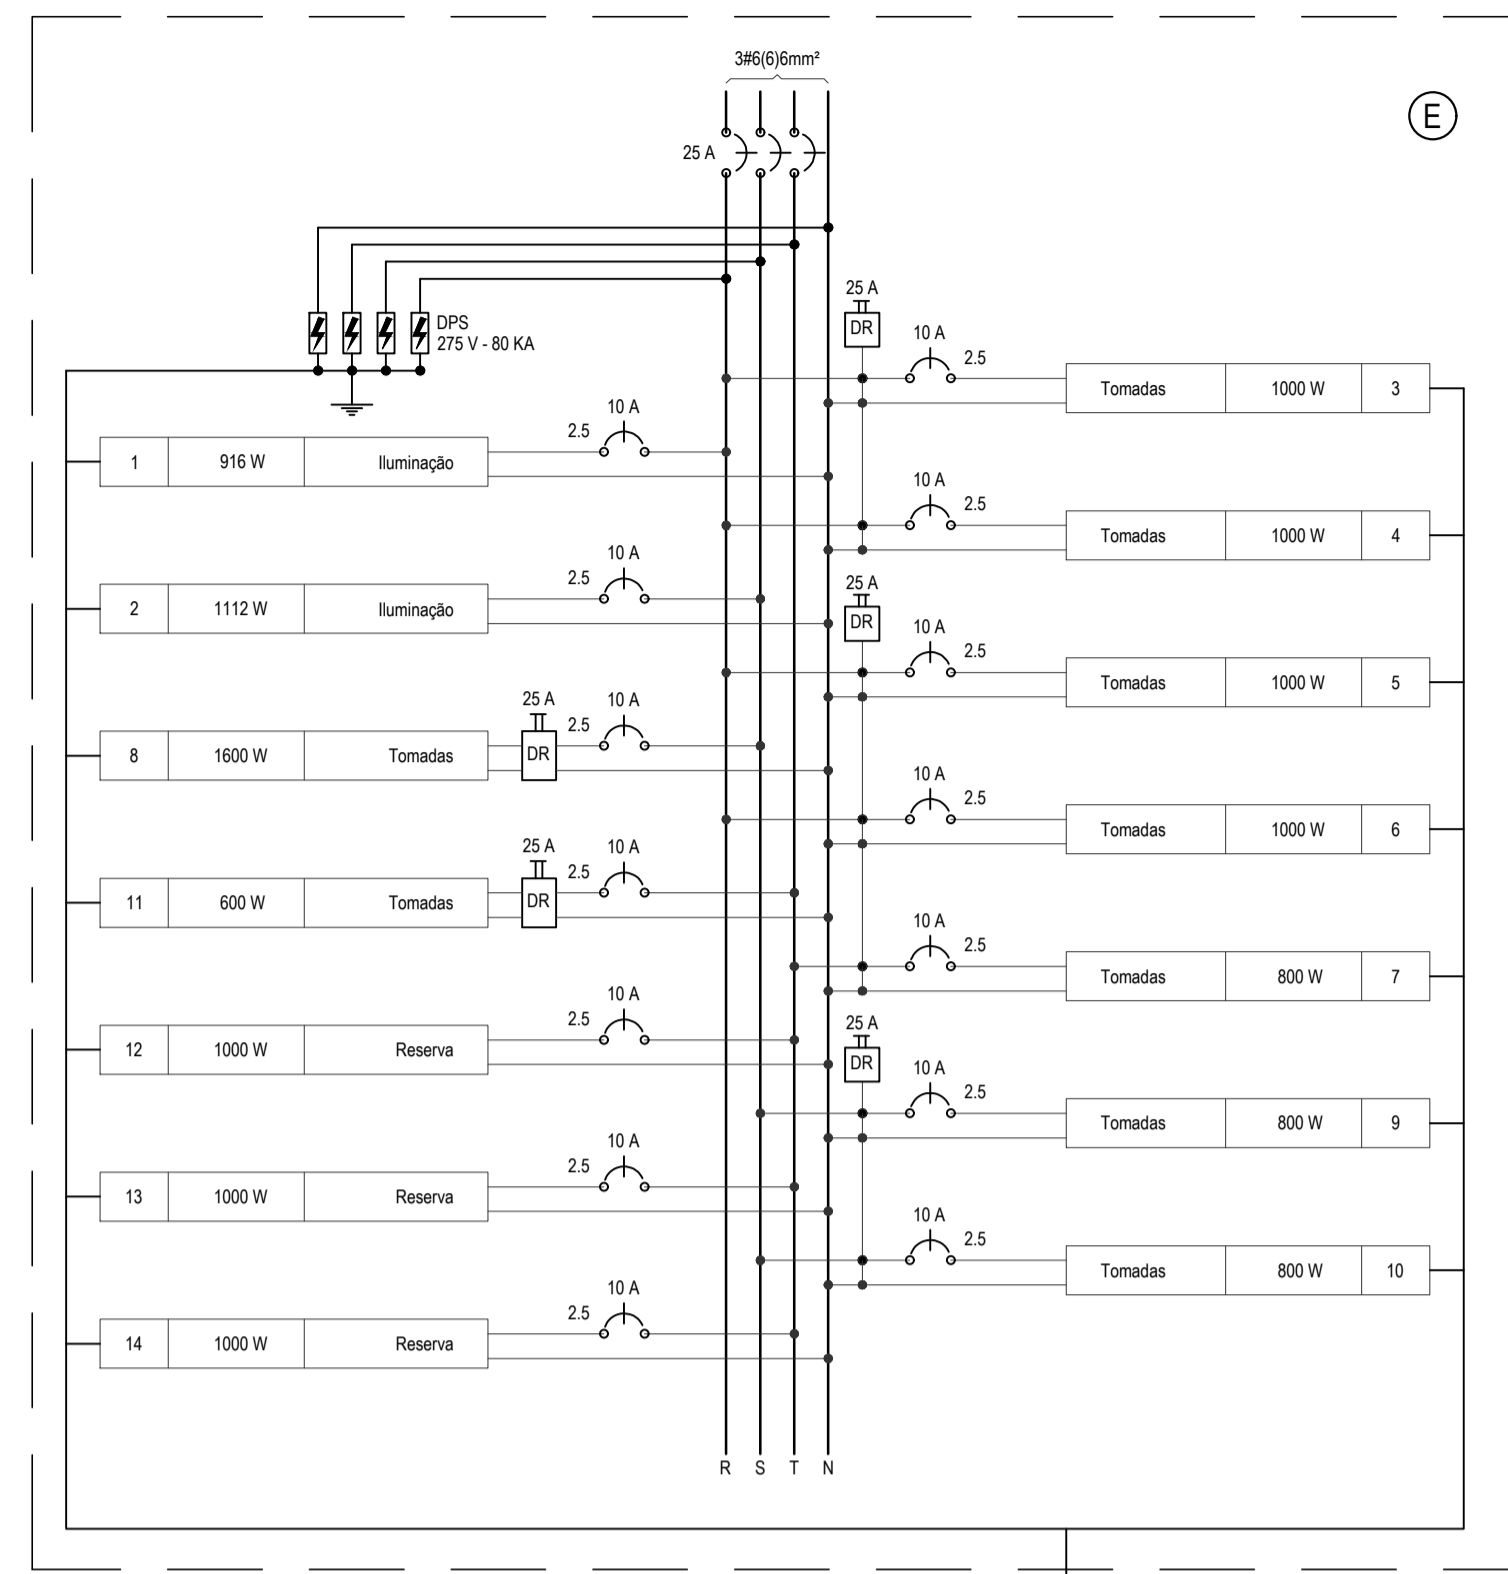 3#6(6)6mm²
E
25 A
DPS
275 V - 80 KA
25 A
DR
10 A
2.5
Tomadas 1000 W 3
10 A
2.5
1 916 W Iluminação
10 A
2.5
Tomadas 1000 W 4
10 A
2.5
2 1112 W Iluminação
25 A
DR
10 A
2.5
Tomadas 1000 W 5
25 A
DR
2.5
10 A
8 1600 W Tomadas
10 A
2.5
Tomadas 1000 W 6
25 A
DR
2.5
10 A
11 600 W Tomadas
10 A
2.5
Tomadas 800 W 7
10 A
2.5
12 1000 W Reserva
25 A
DR
10 A
2.5
Tomadas 800 W 9
10 A
2.5
13 1000 W Reserva
10 A
2.5
Tomadas 800 W 10
10 A
2.5
14 1000 W Reserva
R S T N